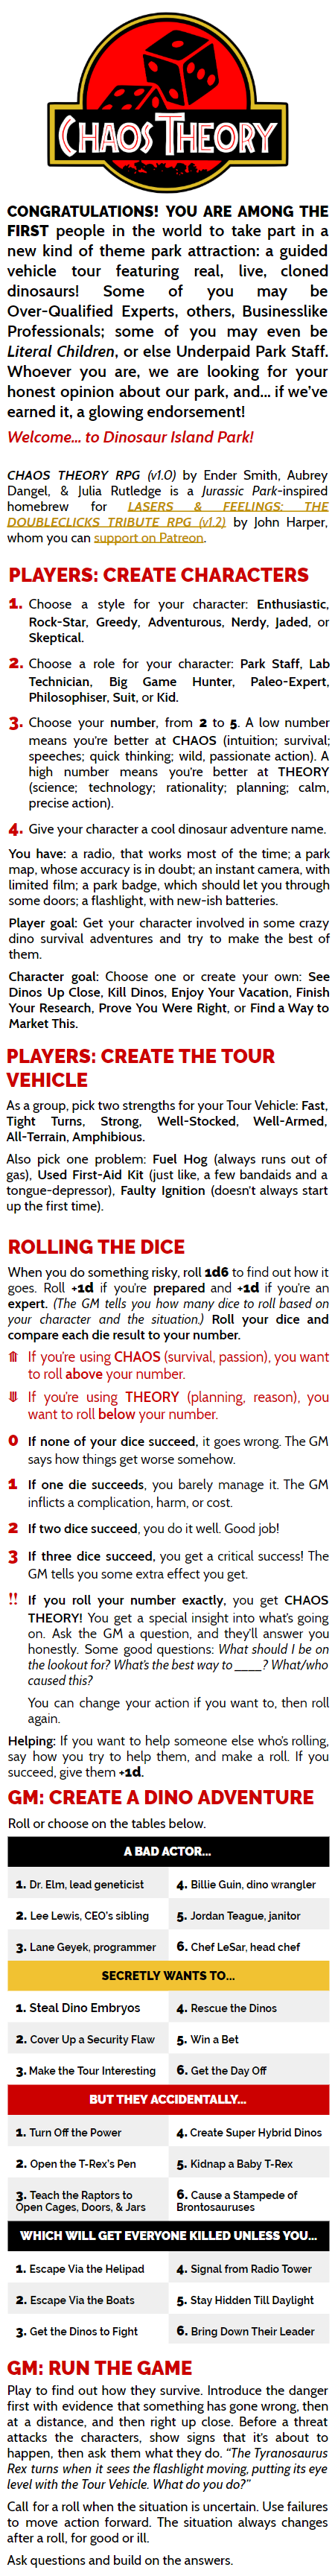 CHAOS THEORY
CONGRATULATIONS! YOU ARE AMONG THE
FIRST people in the world to take part in a
new kind of theme park attraction: a guided
vehicle tour featuring real, live, cloned
dinosaurs! Some of you may be
Over-Qualified Experts, others, Businesslike
Professionals; some of you may even be
Literal Children, or else Underpaid Park Staff.
Whoever you are, we are looking for your
honest opinion about our park, and... if we've
earned it, a glowing endorsement!
Welcome... to Dinosaur Island Park!
CHAOS THEORY RPG (v1.0) by Ender Smith, Aubrey
Dangel, & Julia Rutledge is a Jurassic Park-inspired
homebrew for LASERS & FEELINGS: THE
DOUBLECLICKS TRIBUTE RPG (v1.2) by John Harper,
whom you can support on Patreon.
PLAYERS: CREATE CHARACTERS
1. Choose a style for your character: Enthusiastic,
Rock-Star, Greedy, Adventurous, Nerdy, Jaded, or
Skeptical.
2. Choose a role for your character: Park Staff, Lab
Technician, Big Game Hunter, Paleo-Expert,
Philosophiser, Suit, or Kid.
3. Choose your number, from 2 to 5. A low number
means you're better at CHAOS (intuition; survival;
speeches; quick thinking; wild, passionate action). A
high number means you're better at THEORY
(science; technology; rationality; planning; calm,
precise action).
4. Give your character a cool dinosaur adventure name.
You have: a radio, that works most of the time; a park
map, whose accuracy is in doubt; an instant camera, with
limited film; a park badge, which should let you through
some doors; a flashlight, with new-ish batteries.
Player goal: Get your character involved in some crazy
dino survival adventures and try to make the best of
them.
Character goal: Choose one or create your own: See
Dinos Up Close, Kill Dinos, Enjoy Your Vacation, Finish
Your Research, Prove You Were Right, or Find a Way to
Market This.
PLAYERS: CREATE THE TOUR
VEHICLE
As a group, pick two strengths for your Tour Vehicle: Fast,
Tight Turns, Strong, Well-Stocked, Well-Armed,
All-Terrain, Amphibious.
Also pick one problem: Fuel Hog (always runs out of
gas), Used First-Aid Kit (just like, a few bandaids and a
tongue-depressor), Faulty Ignition (doesn't always start
up the first time).
ROLLING THE DICE
When you do something risky, roll 1d6 to find out how it
goes. Roll +1d if you're prepared and +1d if you're an
expert. (The GM tells you how many dice to roll based on
your character and the situation.) Roll your dice and
compare each die result to your number.
⇑ If you're using CHAOS (survival, passion), you want
to roll above your number.
⇓ If you're using THEORY (planning, reason), you
want to roll below your number.
0 If none of your dice succeed, it goes wrong. The GM
says how things get worse somehow.
1 If one die succeeds, you barely manage it. The GM
inflicts a complication, harm, or cost.
2 If two dice succeed, you do it well. Good job!
3 If three dice succeed, you get a critical success! The
GM tells you some extra effect you get.
!! If you roll your number exactly, you get CHAOS
THEORY! You get a special insight into what's going
on. Ask the GM a question, and they'll answer you
honestly. Some good questions: What should I be on
the lookout for? What's the best way to ____? What/who
caused this?
You can change your action if you want to, then roll
again.
Helping: If you want to help someone else who's rolling,
say how you try to help them, and make a roll. If you
succeed, give them +1d.
GM: CREATE A DINO ADVENTURE
Roll or choose on the tables below.
A BAD ACTOR...
1. Dr. Elm, lead geneticist
4. Billie Guin, dino wrangler
2. Lee Lewis, CEO's sibling
5. Jordan Teague, janitor
3. Lane Geyek, programmer
6. Chef LeSar, head chef
SECRETLY WANTS TO...
1. Steal Dino Embryos
4. Rescue the Dinos
2. Cover Up a Security Flaw
5. Win a Bet
3. Make the Tour Interesting
6. Get the Day Off
BUT THEY ACCIDENTALLY...
1. Turn Off the Power
4. Create Super Hybrid Dinos
2. Open the T-Rex's Pen
5. Kidnap a Baby T-Rex
3. Teach the Raptors to
Open Cages, Doors, & Jars
6. Cause a Stampede of
Brontosauruses
WHICH WILL GET EVERYONE KILLED UNLESS YOU...
1. Escape Via the Helipad
4. Signal from Radio Tower
2. Escape Via the Boats
5. Stay Hidden Till Daylight
3. Get the Dinos to Fight
6. Bring Down Their Leader
GM: RUN THE GAME
Play to find out how they survive. Introduce the danger
first with evidence that something has gone wrong, then
at a distance, and then right up close. Before a threat
attacks the characters, show signs that it's about to
happen, then ask them what they do. "The Tyranosaurus
Rex turns when it sees the flashlight moving, putting its eye
level with the Tour Vehicle. What do you do?"
Call for a roll when the situation is uncertain. Use failures
to move action forward. The situation always changes
after a roll, for good or ill.
Ask questions and build on the answers.